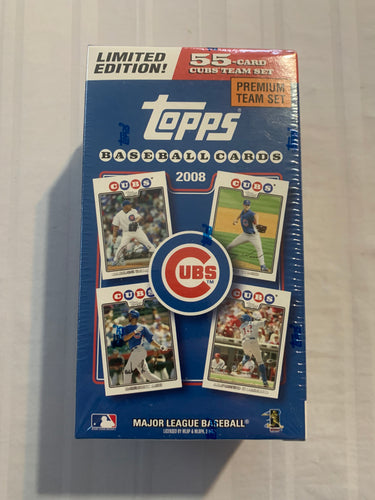 LIMITED
EDITION!
55-CARD
CUBS TEAM SET
PREMIUM
TEAM SET
topps
BASEBALL CARDS
2008
CUBS
CUBS
CUBS
TM
CUBS
CUBS
MAJOR LEAGUE BASEBALL®